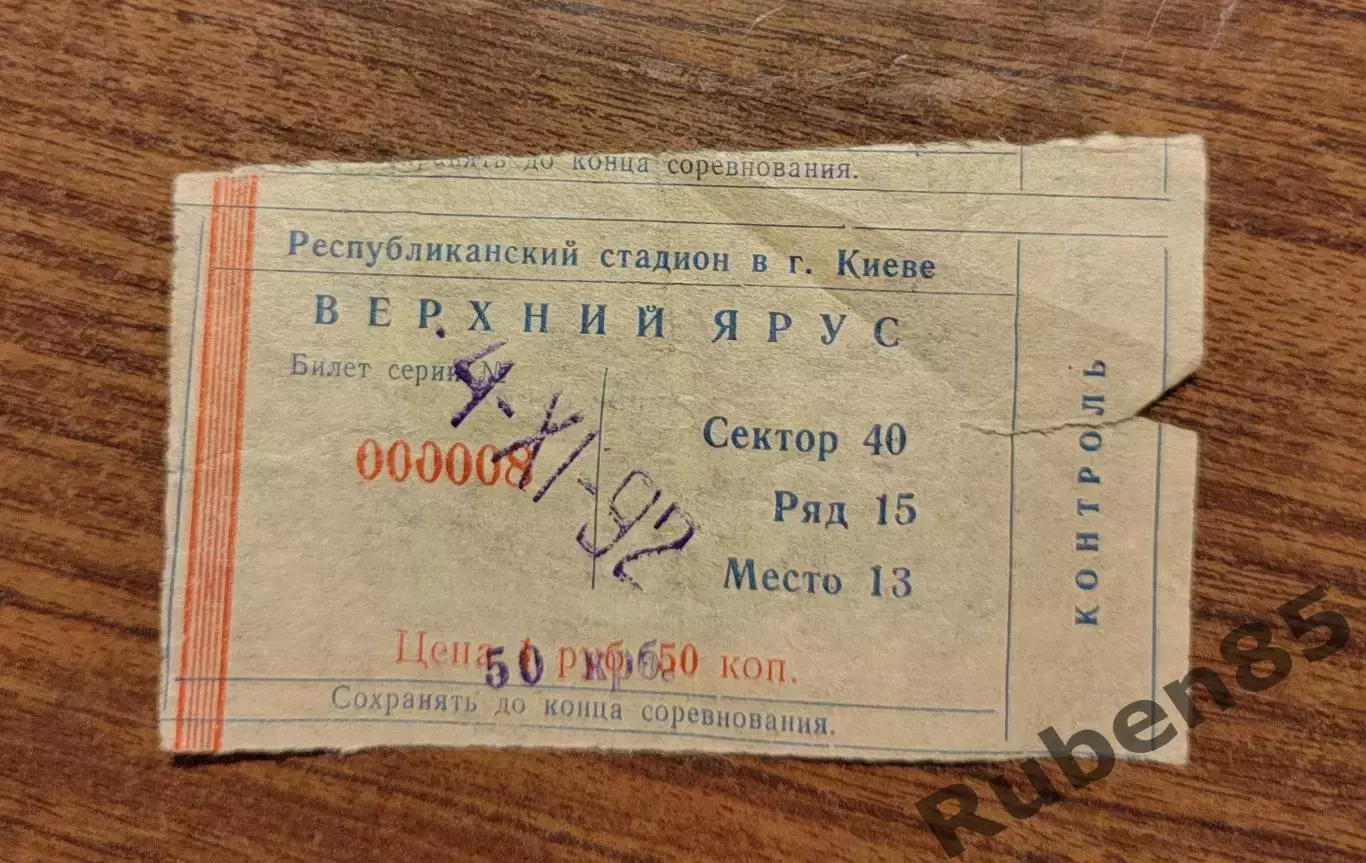 до конца соревнования.
Республиканский стадион в г. Киеве
ВЕРХНИЙ ЯРУС
Билет серии №
4-XI-92
000008
Сектор 40
Ряд 15
Место 13
Цена 1 руб. 50 коп.
50 крб.
Сохранять до конца соревнования.
КОНТРОЛЬ
Ruben85